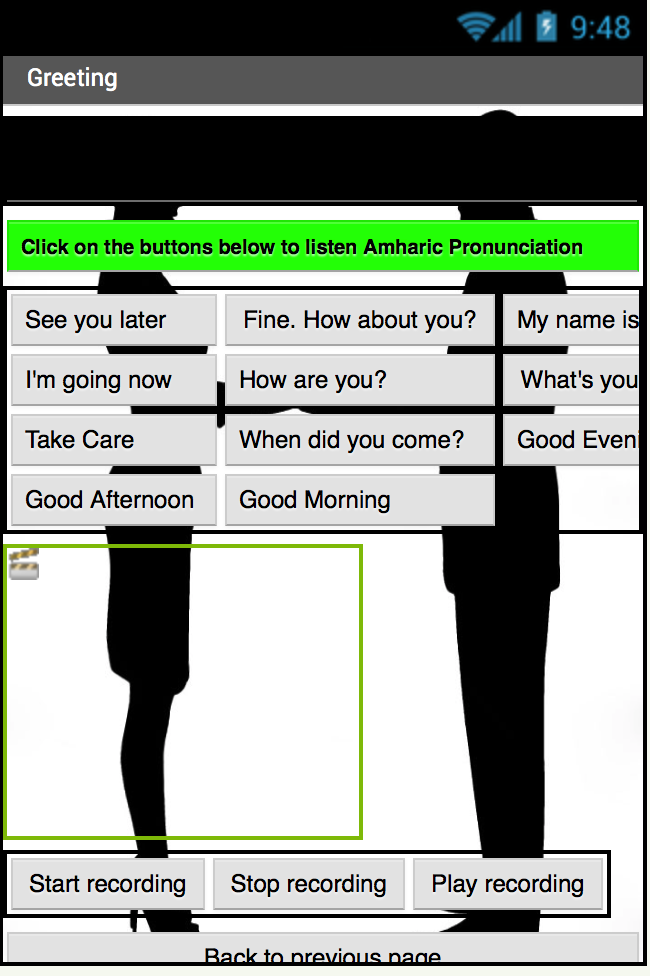 9:48
Greeting
Click on the buttons below to listen Amharic Pronunciation
See you later Fine. How about you? My name is
I'm going now How are you? What's you
Take Care When did you come? Good Eveni
Good Afternoon Good Morning
Start recording Stop recording Play recording
Back to previous page